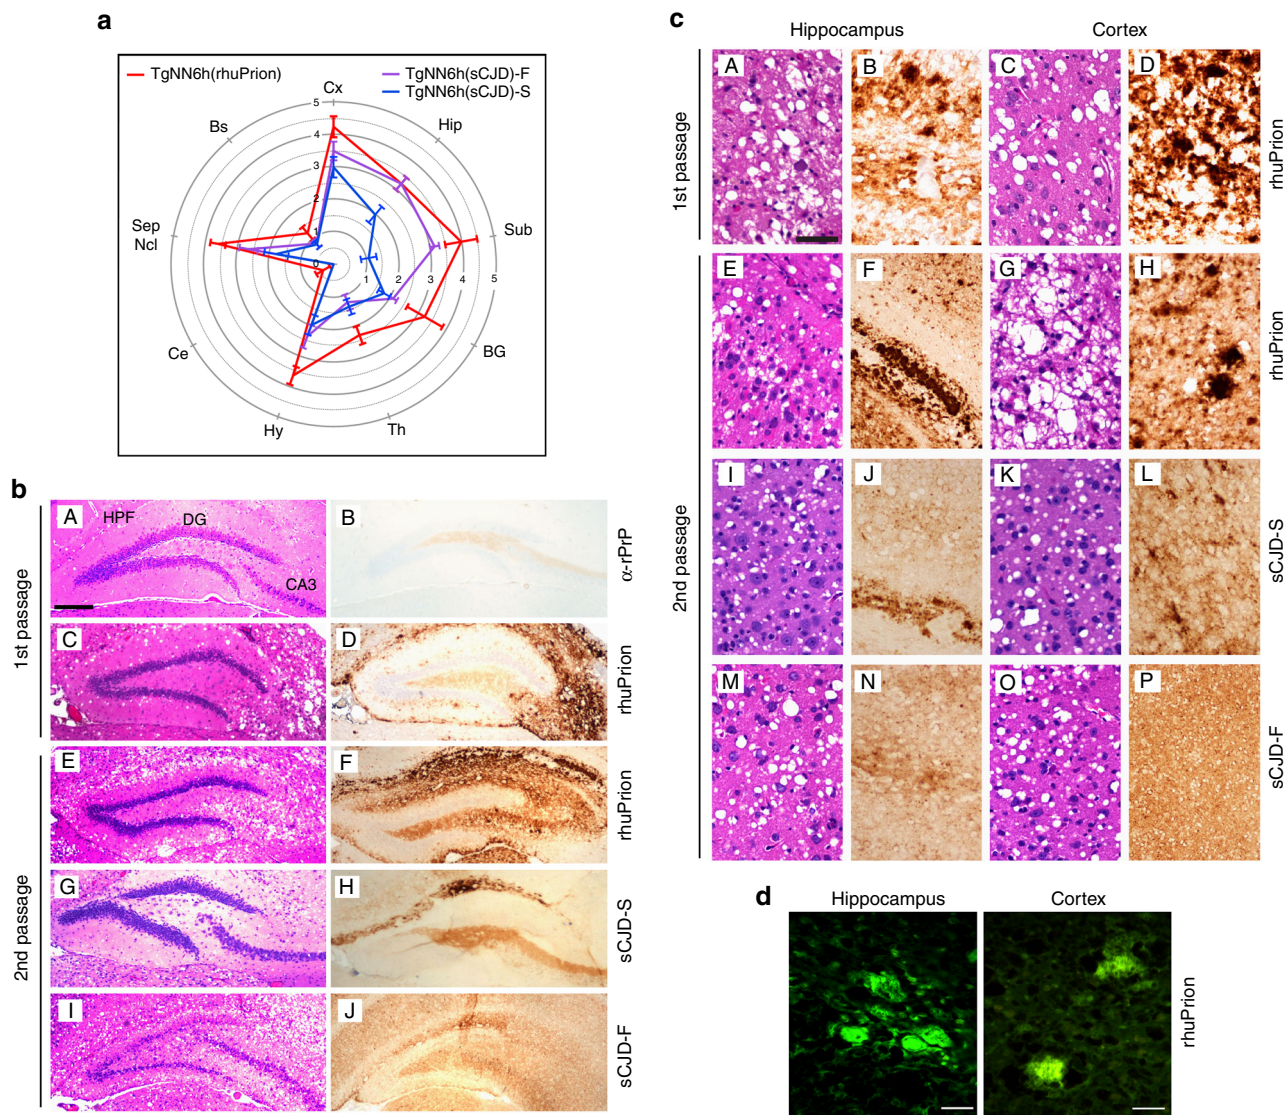 a
TgNN6h(rhuPrion)
TgNN6h(sCJD)-F
TgNN6h(sCJD)-S
Cx
Hip
Sub
BG
Th
Hy
Ce
Sep
Ncl
Bs
5
4
3
2
1
0
1 2 3 4 5
b
1st passage
2nd passage
A
HPF
DG
CA3
B
α-rPrP
C
D
rhuPrion
E
F
rhuPrion
G
H
sCJD-S
I
J
sCJD-F
c
Hippocampus
Cortex
1st passage
2nd passage
A
B
C
D
rhuPrion
E
F
G
H
rhuPrion
I
J
K
L
sCJD-S
M
N
O
P
sCJD-F
d
Hippocampus
Cortex
rhuPrion